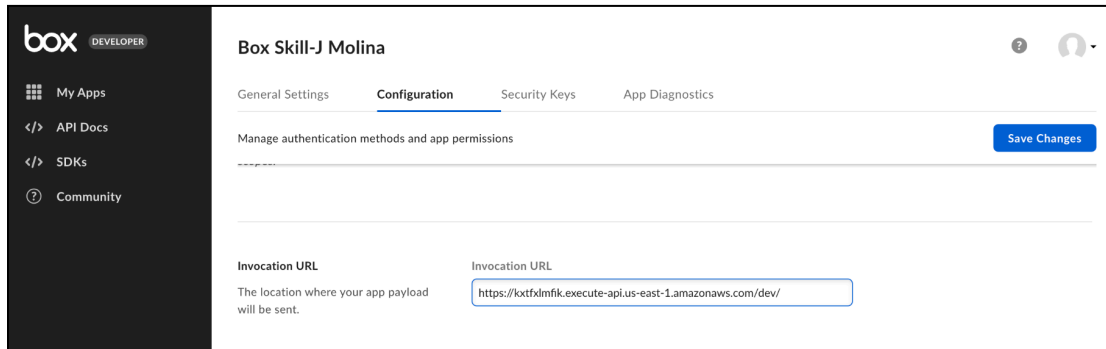 box DEVELOPER
My Apps
API Docs
SDKs
Community
Box Skill-J Molina
General Settings Configuration Security Keys App Diagnostics
Manage authentication methods and app permissions
Save Changes
Invocation URL
The location where your app payload
will be sent.
Invocation URL
https://kxtfxlmfik.execute-api.us-east-1.amazonaws.com/dev/